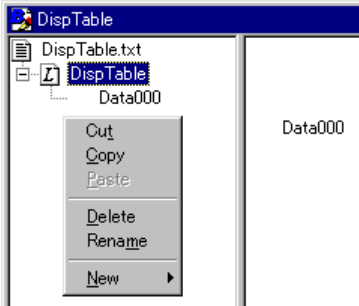 DispTable
DispTable.txt
DispTable
Data000
Data000
Cut
Copy
Paste
Delete
Rename
New